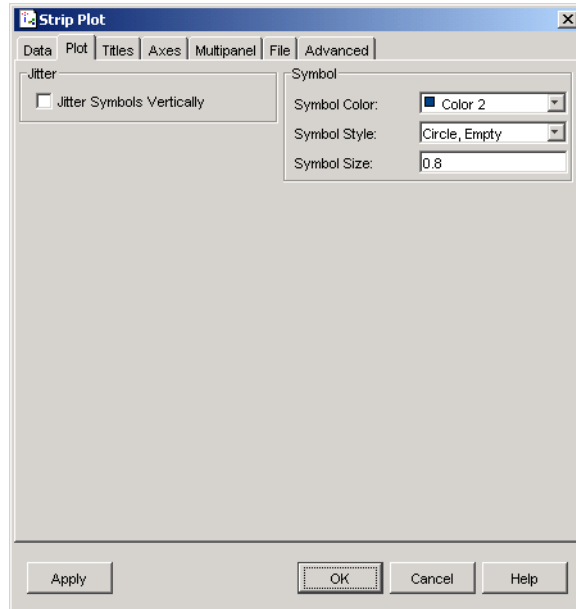 Strip Plot
Data Plot Titles Axes Multipanel File Advanced
Jitter
Jitter Symbols Vertically
Symbol
Symbol Color: Color 2
Symbol Style: Circle, Empty
Symbol Size: 0.8
Apply OK Cancel Help